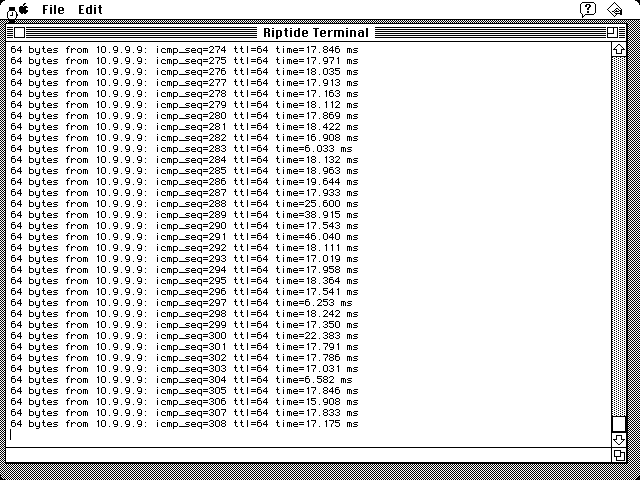 File Edit
Riptide Terminal
64 bytes from 10.9.9.9: icmp_seq=274 ttl=64 time=17.846 ms
64 bytes from 10.9.9.9: icmp_seq=275 ttl=64 time=17.971 ms
64 bytes from 10.9.9.9: icmp_seq=276 ttl=64 time=18.035 ms
64 bytes from 10.9.9.9: icmp_seq=277 ttl=64 time=17.913 ms
64 bytes from 10.9.9.9: icmp_seq=278 ttl=64 time=17.163 ms
64 bytes from 10.9.9.9: icmp_seq=279 ttl=64 time=18.112 ms
64 bytes from 10.9.9.9: icmp_seq=280 ttl=64 time=17.869 ms
64 bytes from 10.9.9.9: icmp_seq=281 ttl=64 time=18.422 ms
64 bytes from 10.9.9.9: icmp_seq=282 ttl=64 time=16.908 ms
64 bytes from 10.9.9.9: icmp_seq=283 ttl=64 time=6.033 ms
64 bytes from 10.9.9.9: icmp_seq=284 ttl=64 time=18.132 ms
64 bytes from 10.9.9.9: icmp_seq=285 ttl=64 time=18.963 ms
64 bytes from 10.9.9.9: icmp_seq=286 ttl=64 time=19.644 ms
64 bytes from 10.9.9.9: icmp_seq=287 ttl=64 time=17.933 ms
64 bytes from 10.9.9.9: icmp_seq=288 ttl=64 time=25.600 ms
64 bytes from 10.9.9.9: icmp_seq=289 ttl=64 time=38.915 ms
64 bytes from 10.9.9.9: icmp_seq=290 ttl=64 time=17.543 ms
64 bytes from 10.9.9.9: icmp_seq=291 ttl=64 time=46.040 ms
64 bytes from 10.9.9.9: icmp_seq=292 ttl=64 time=18.111 ms
64 bytes from 10.9.9.9: icmp_seq=293 ttl=64 time=17.019 ms
64 bytes from 10.9.9.9: icmp_seq=294 ttl=64 time=17.958 ms
64 bytes from 10.9.9.9: icmp_seq=295 ttl=64 time=18.364 ms
64 bytes from 10.9.9.9: icmp_seq=296 ttl=64 time=17.541 ms
64 bytes from 10.9.9.9: icmp_seq=297 ttl=64 time=6.253 ms
64 bytes from 10.9.9.9: icmp_seq=298 ttl=64 time=18.242 ms
64 bytes from 10.9.9.9: icmp_seq=299 ttl=64 time=17.350 ms
64 bytes from 10.9.9.9: icmp_seq=300 ttl=64 time=22.383 ms
64 bytes from 10.9.9.9: icmp_seq=301 ttl=64 time=17.791 ms
64 bytes from 10.9.9.9: icmp_seq=302 ttl=64 time=17.786 ms
64 bytes from 10.9.9.9: icmp_seq=303 ttl=64 time=17.031 ms
64 bytes from 10.9.9.9: icmp_seq=304 ttl=64 time=6.582 ms
64 bytes from 10.9.9.9: icmp_seq=305 ttl=64 time=17.846 ms
64 bytes from 10.9.9.9: icmp_seq=306 ttl=64 time=15.908 ms
64 bytes from 10.9.9.9: icmp_seq=307 ttl=64 time=17.833 ms
64 bytes from 10.9.9.9: icmp_seq=308 ttl=64 time=17.175 ms